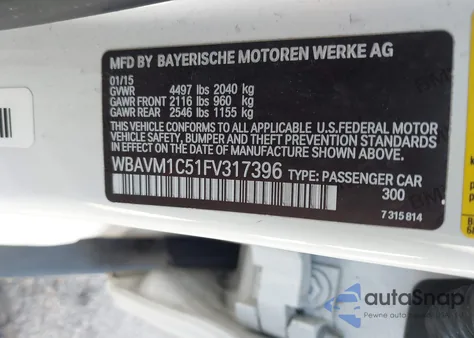 MFD BY BAYERISCHE MOTOREN WERKE AG
01/15
GVWR 4497 lbs 2040 kg
GAWR FRONT 2116 lbs 960 kg
GAWR REAR 2546 lbs 1155 kg
THIS VEHICLE CONFORMS TO ALL APPLICABLE U.S.FEDERAL MOTOR
VEHICLE SAFETY, BUMPER, AND THEFT PREVENTION STANDARDS
IN EFFECT ON THE DATE OF MANUFACTURE SHOWN ABOVE.
WBAVM1C51FV317396 TYPE: PASSENGER CAR
300
7 315 814
autoSnap
Pewne auto prosto